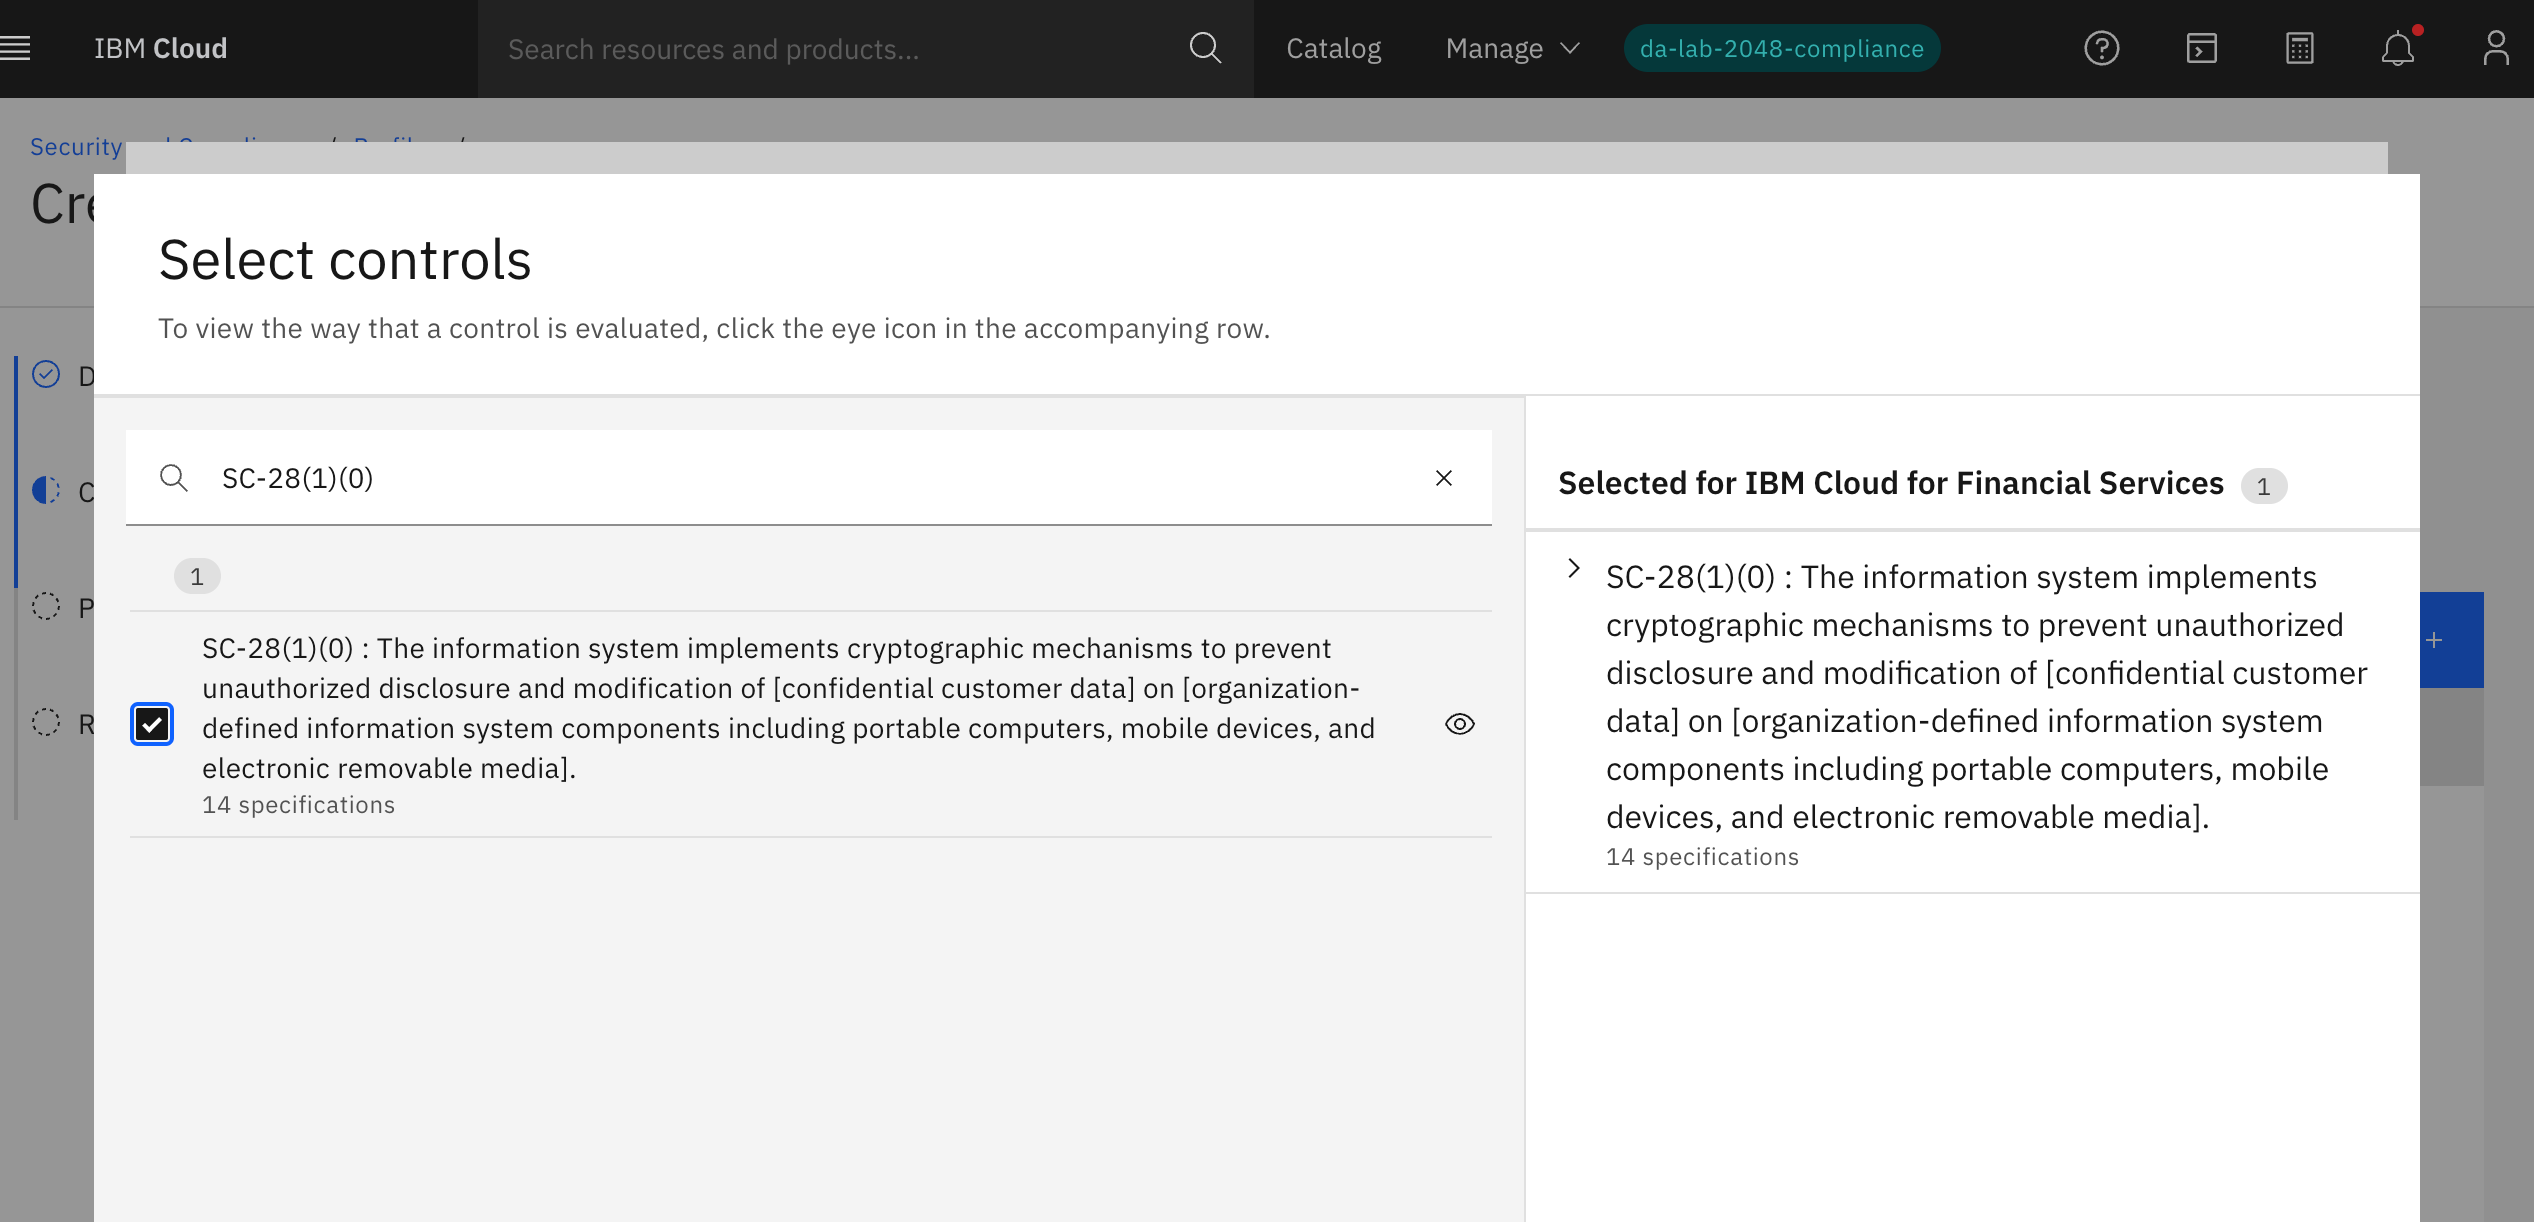 IBM Cloud
Search resources and products...
Catalog
Manage
da-lab-2048-compliance
Security
Select controls
To view the way that a control is evaluated, click the eye icon in the accompanying row.
SC-28(1)(0)
1
SC-28(1)(0) : The information system implements cryptographic mechanisms to prevent
unauthorized disclosure and modification of [confidential customer data] on [organization-
defined information system components including portable computers, mobile devices, and
electronic removable media].
14 specifications
Selected for IBM Cloud for Financial Services 1
SC-28(1)(0) : The information system implements
cryptographic mechanisms to prevent unauthorized
disclosure and modification of [confidential customer
data] on [organization-defined information system
components including portable computers, mobile
devices, and electronic removable media].
14 specifications